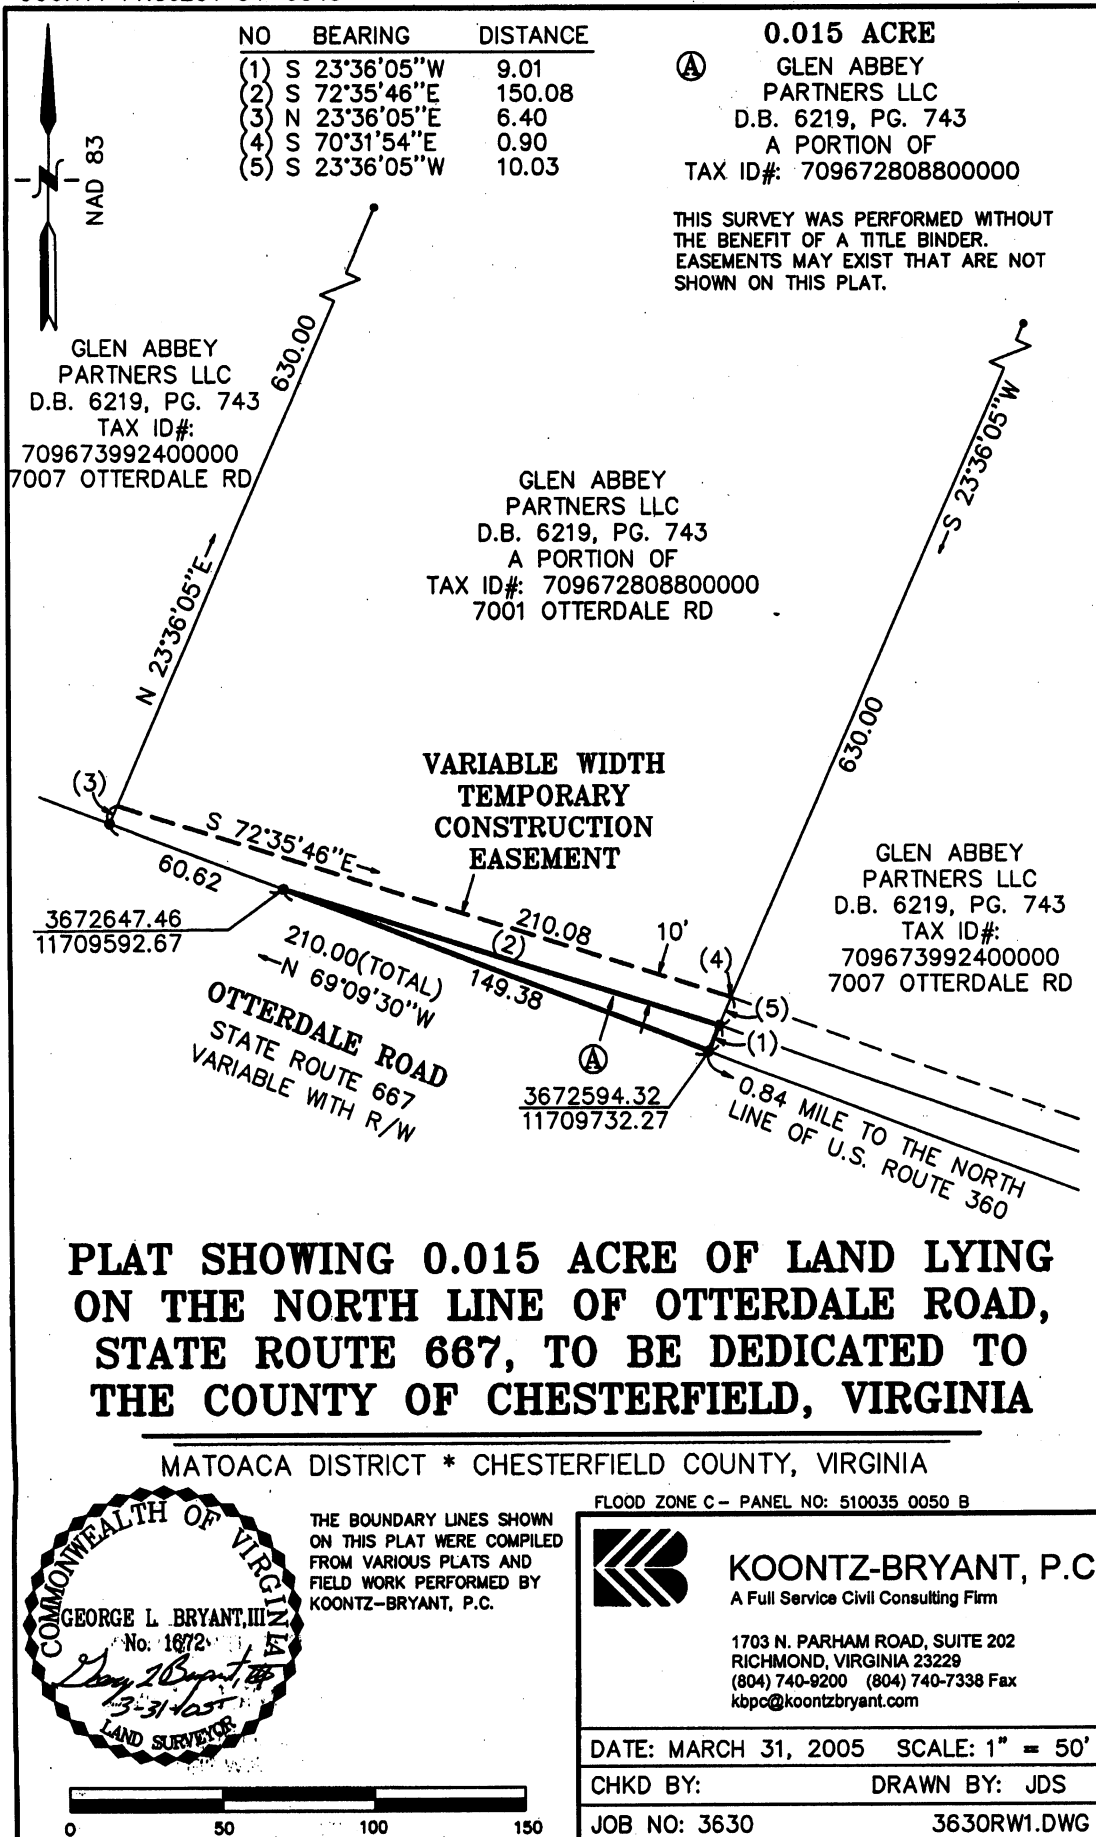 NO BEARING DISTANCE
(1) S 23°36'05"W 9.01
(2) S 72°35'46"E 150.08
(3) N 23°36'05"E 6.40
(4) S 70°31'54"E 0.90
(5) S 23°36'05"W 10.03
NAD 83
0.015 ACRE
Ⓐ GLEN ABBEY
PARTNERS LLC
D.B. 6219, PG. 743
A PORTION OF
TAX ID#: 709672808800000
THIS SURVEY WAS PERFORMED WITHOUT
THE BENEFIT OF A TITLE BINDER.
EASEMENTS MAY EXIST THAT ARE NOT
SHOWN ON THIS PLAT.
GLEN ABBEY
PARTNERS LLC
D.B. 6219, PG. 743
TAX ID#:
709673992400000
7007 OTTERDALE RD
630.00
N 23°36'05"E
GLEN ABBEY
PARTNERS LLC
D.B. 6219, PG. 743
A PORTION OF
TAX ID#: 709672808800000
7001 OTTERDALE RD
S 23°36'05"W
630.00
VARIABLE WIDTH
TEMPORARY
CONSTRUCTION
EASEMENT
(3)
S 72°35'46"E
60.62
210.08
10'
(2)
(4)
(5)
(1)
GLEN ABBEY
PARTNERS LLC
D.B. 6219, PG. 743
TAX ID#:
709673992400000
7007 OTTERDALE RD
3672647.46
11709592.67
210.00(TOTAL)
N 69°09'30"W
149.38
OTTERDALE ROAD
STATE ROUTE 667
VARIABLE WITH R/W
Ⓐ
3672594.32
11709732.27
0.84 MILE TO THE NORTH
LINE OF U.S. ROUTE 360
PLAT SHOWING 0.015 ACRE OF LAND LYING
ON THE NORTH LINE OF OTTERDALE ROAD,
STATE ROUTE 667, TO BE DEDICATED TO
THE COUNTY OF CHESTERFIELD, VIRGINIA
MATOACA DISTRICT * CHESTERFIELD COUNTY, VIRGINIA
COMMONWEALTH OF VIRGINIA
GEORGE L. BRYANT, III
No. 1672
3-31-05
LAND SURVEYOR
THE BOUNDARY LINES SHOWN
ON THIS PLAT WERE COMPILED
FROM VARIOUS PLATS AND
FIELD WORK PERFORMED BY
KOONTZ-BRYANT, P.C.
FLOOD ZONE C- PANEL NO: 510035 0050 B
KOONTZ-BRYANT, P.C
A Full Service Civil Consulting Firm
1703 N. PARHAM ROAD, SUITE 202
RICHMOND, VIRGINIA 23229
(804) 740-9200 (804) 740-7338 Fax
kbpc@koontzbryant.com
DATE: MARCH 31, 2005 SCALE: 1" = 50'
CHKD BY: DRAWN BY: JDS
JOB NO: 3630 3630RW1.DWG
0 50 100 150